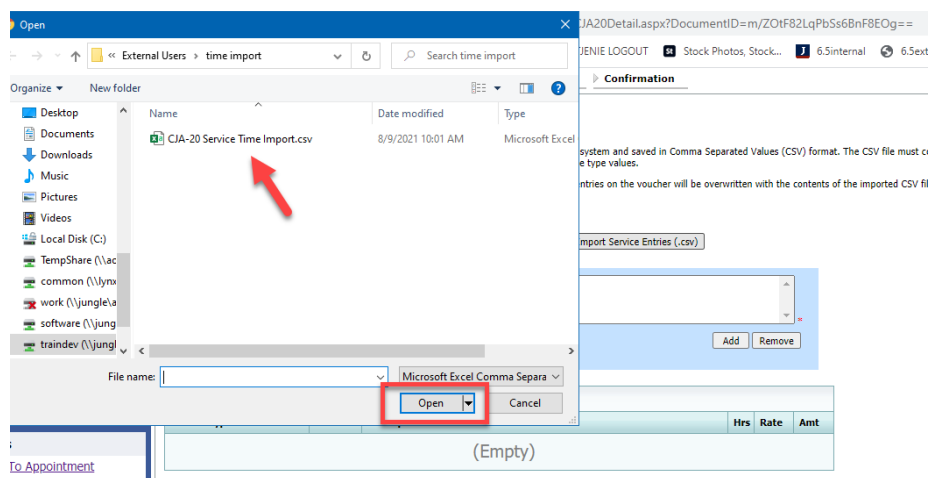 Open
CJA20Detail.aspx?DocumentID=m/ZOtF82LqPbSs6BnF8EOg==
« External Users › time import
Search time import
JENIE LOGOUT St Stock Photos, Stock... J 6.5internal 6.5ext
Organize
New folder
Confirmation
Desktop
Documents
Downloads
Music
Pictures
Videos
Local Disk (C:)
TempShare (\\ac
common (\\lynx
work (\\jungle\a
software (\\jung
traindev (\\jungl
Name
Date modified
Type
CJA-20 Service Time Import.csv
8/9/2021 10:01 AM
Microsoft Excel
system and saved in Comma Separated Values (CSV) format. The CSV file must c
e type values.
ntries on the voucher will be overwritten with the contents of the imported CSV fil
mport Service Entries (.csv)
*
Add
Remove
File name:
Microsoft Excel Comma Separa
Open
Cancel
Hrs Rate Amt
(Empty)
s
To Appointment